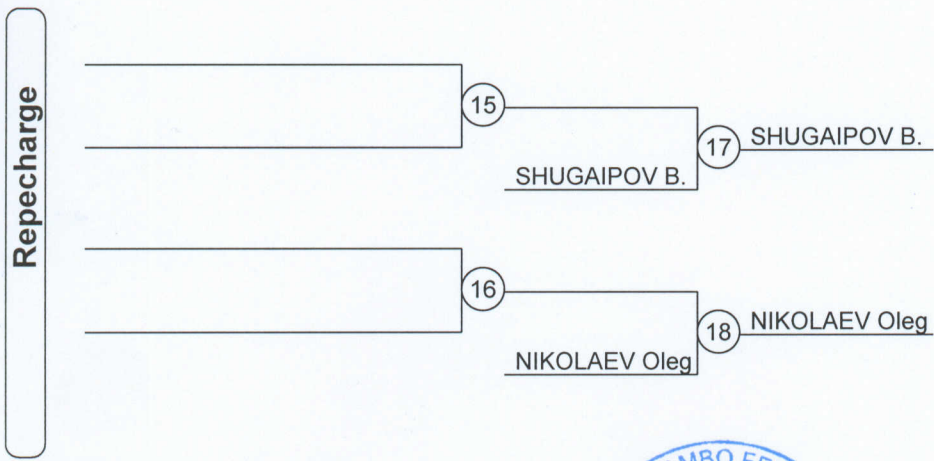 Repecharge
15
17 SHUGAIPOV B.
SHUGAIPOV B.
16
18 NIKOLAEV Oleg
NIKOLAEV Oleg